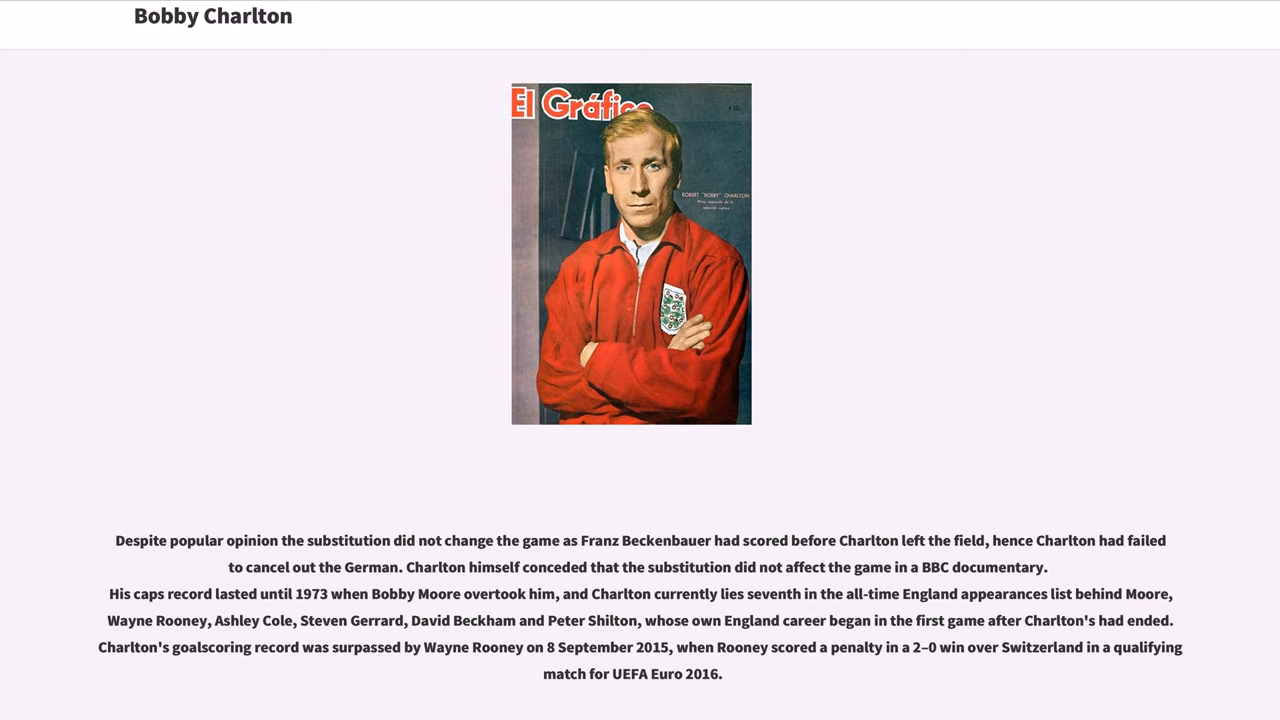 Bobby Charlton
El Gráfico
ROBERT "BOBBY" CHARLTON
Despite popular opinion the substitution did not change the game as Franz Beckenbauer had scored before Charlton left the field, hence Charlton had failed
to cancel out the German. Charlton himself conceded that the substitution did not affect the game in a BBC documentary.
His caps record lasted until 1973 when Bobby Moore overtook him, and Charlton currently lies seventh in the all-time England appearances list behind Moore,
Wayne Rooney, Ashley Cole, Steven Gerrard, David Beckham and Peter Shilton, whose own England career began in the first game after Charlton's had ended.
Charlton's goalscoring record was surpassed by Wayne Rooney on 8 September 2015, when Rooney scored a penalty in a 2–0 win over Switzerland in a qualifying
match for UEFA Euro 2016.